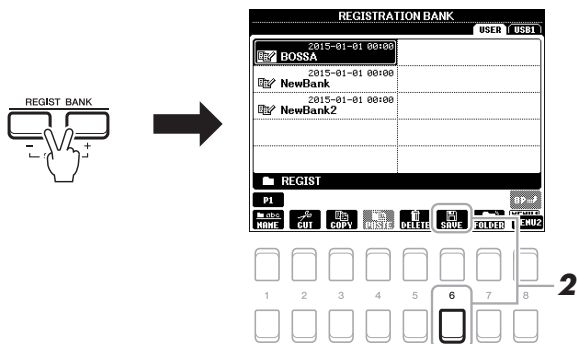 REGISTRATION BANK
USER USB1
2015-01-01 00:00
BOSSA
2015-01-01 00:00
NewBank
2015-01-01 00:00
NewBank2
REGIST BANK
- +
REGIST
P1
UP
NAME CUT COPY PASTE DELETE SAVE FOLDER MENU2
1 2 3 4 5 6 7 8
2